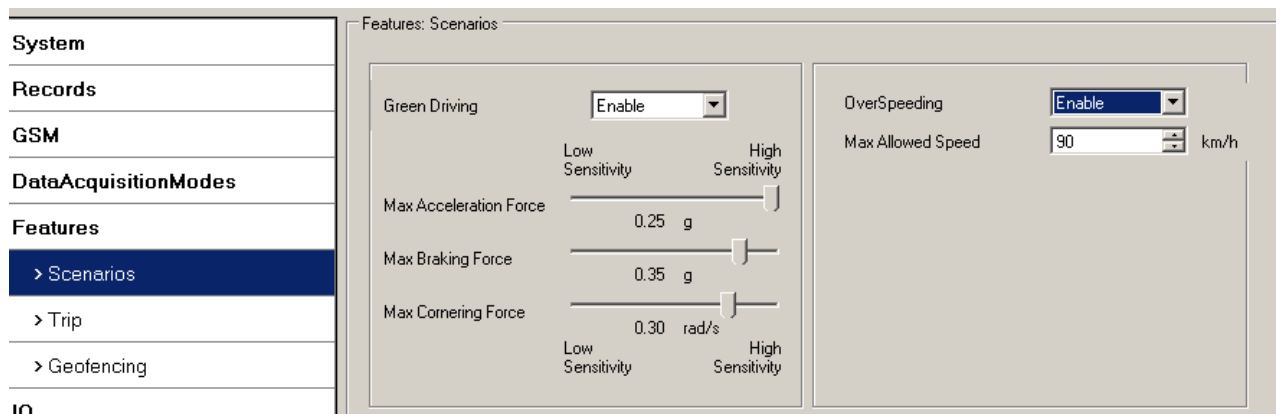 System
Records
GSM
DataAcquisitionModes
Features
> Scenarios
> Trip
> Geofencing
IO
Features: Scenarios
Green Driving Enable
Low Sensitivity High Sensitivity
Max Acceleration Force
0.25 g
Max Braking Force
0.35 g
Max Cornering Force
0.30 rad/s
Low Sensitivity High Sensitivity
OverSpeeding Enable
Max Allowed Speed 90 km/h